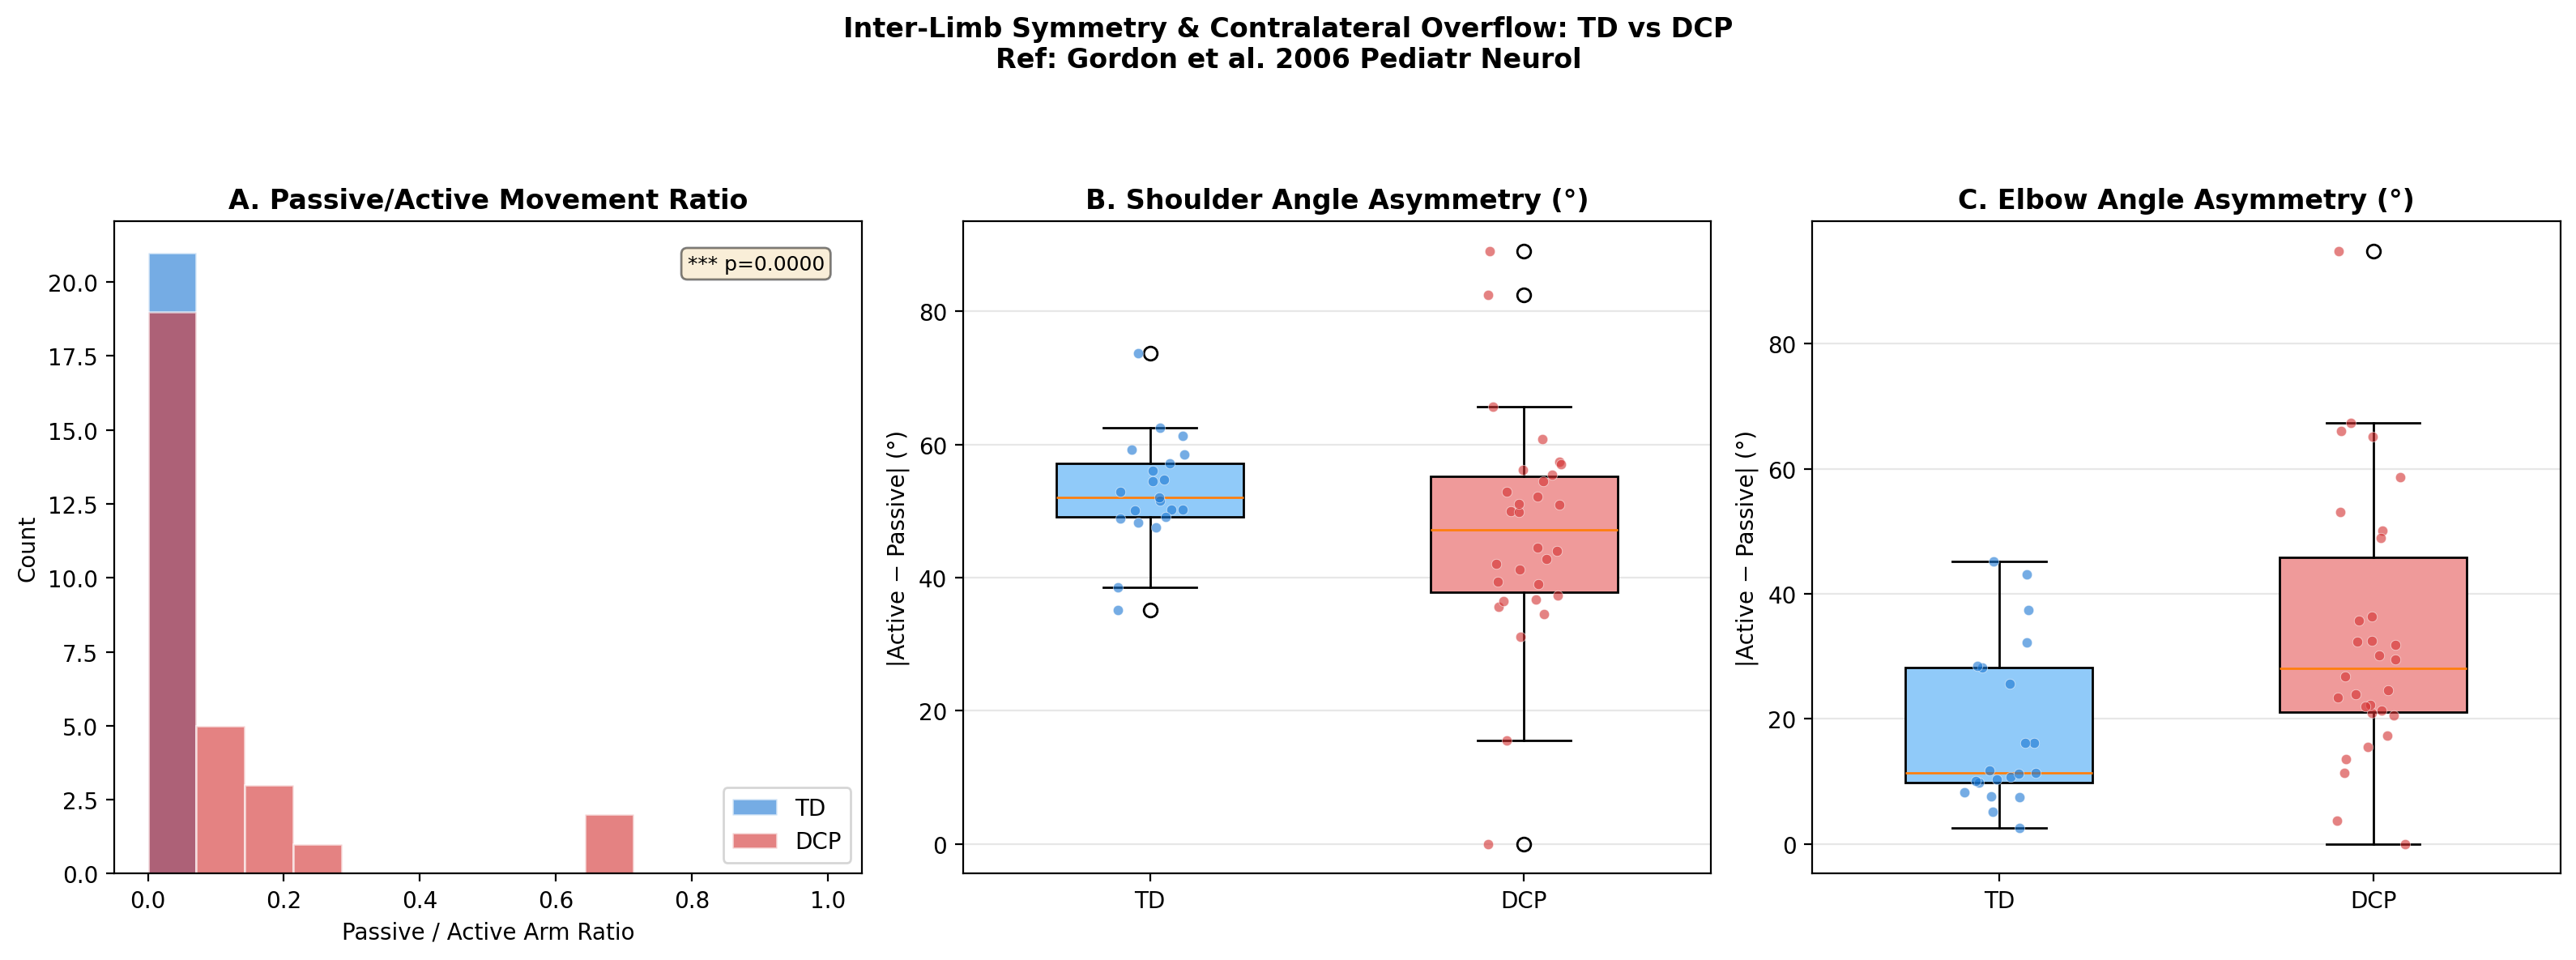 Inter-Limb Symmetry & Contralateral Overflow: TD vs DCP
Ref: Gordon et al. 2006 Pediatr Neurol
A. Passive/Active Movement Ratio
*** p=0.0000
Count
20.0
17.5
15.0
12.5
10.0
7.5
5.0
2.5
0.0
TD
DCP
0.0 0.2 0.4 0.6 0.8 1.0
Passive / Active Arm Ratio
B. Shoulder Angle Asymmetry (°)
|Active − Passive| (°)
80
60
40
20
0
TD DCP
C. Elbow Angle Asymmetry (°)
|Active − Passive| (°)
80
60
40
20
0
TD DCP